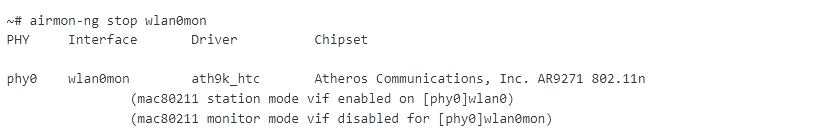 ~# airmon-ng stop wlan0mon
PHY     Interface       Driver          Chipset
phy0    wlan0mon        ath9k_htc       Atheros Communications, Inc. AR9271 802.11n
(mac80211 station mode vif enabled on [phy0]wlan0)
(mac80211 monitor mode vif disabled for [phy0]wlan0mon)